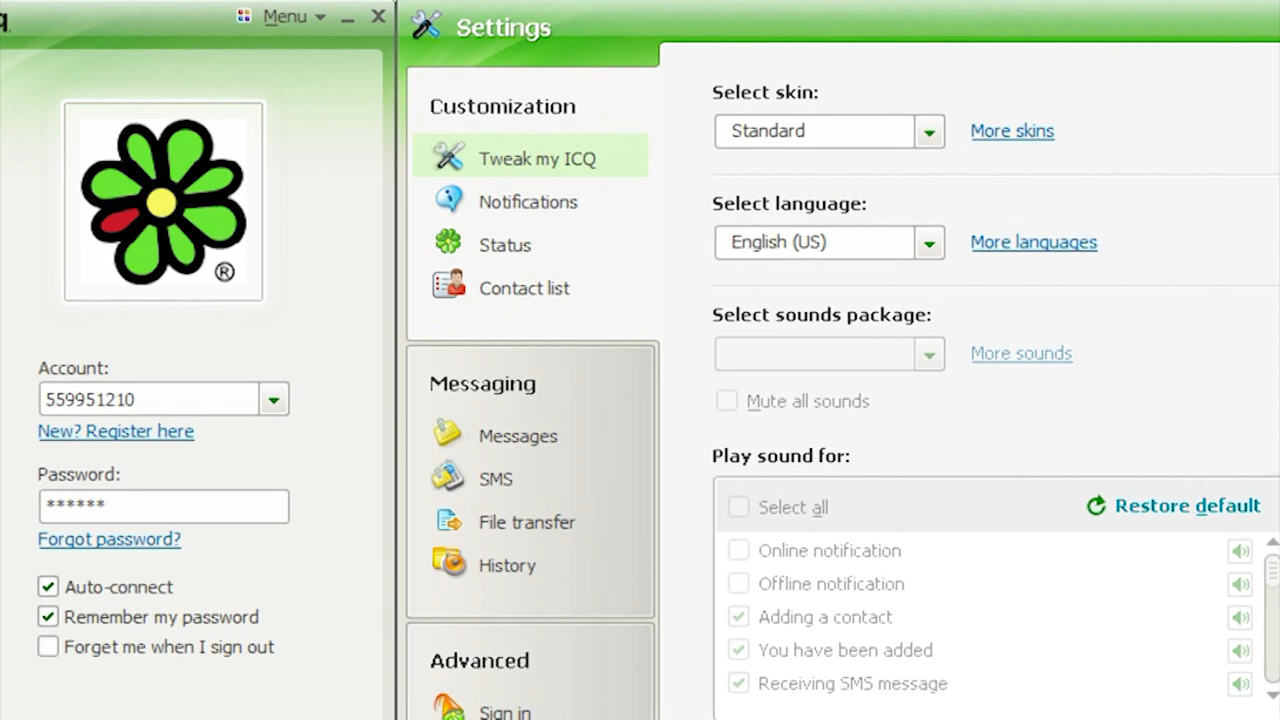 q
Menu
®
Account:
559951210
New? Register here
Password:
******
Forgot password?
Auto-connect
Remember my password
Forget me when I sign out
Settings
Customization
Tweak my ICQ
Notifications
Status
Contact list
Messaging
Messages
SMS
File transfer
History
Advanced
Sign in
Select skin:
Standard
More skins
Select language:
English (US)
More languages
Select sounds package:
More sounds
Mute all sounds
Play sound for:
Select all
Restore default
Online notification
Offline notification
Adding a contact
You have been added
Receiving SMS message